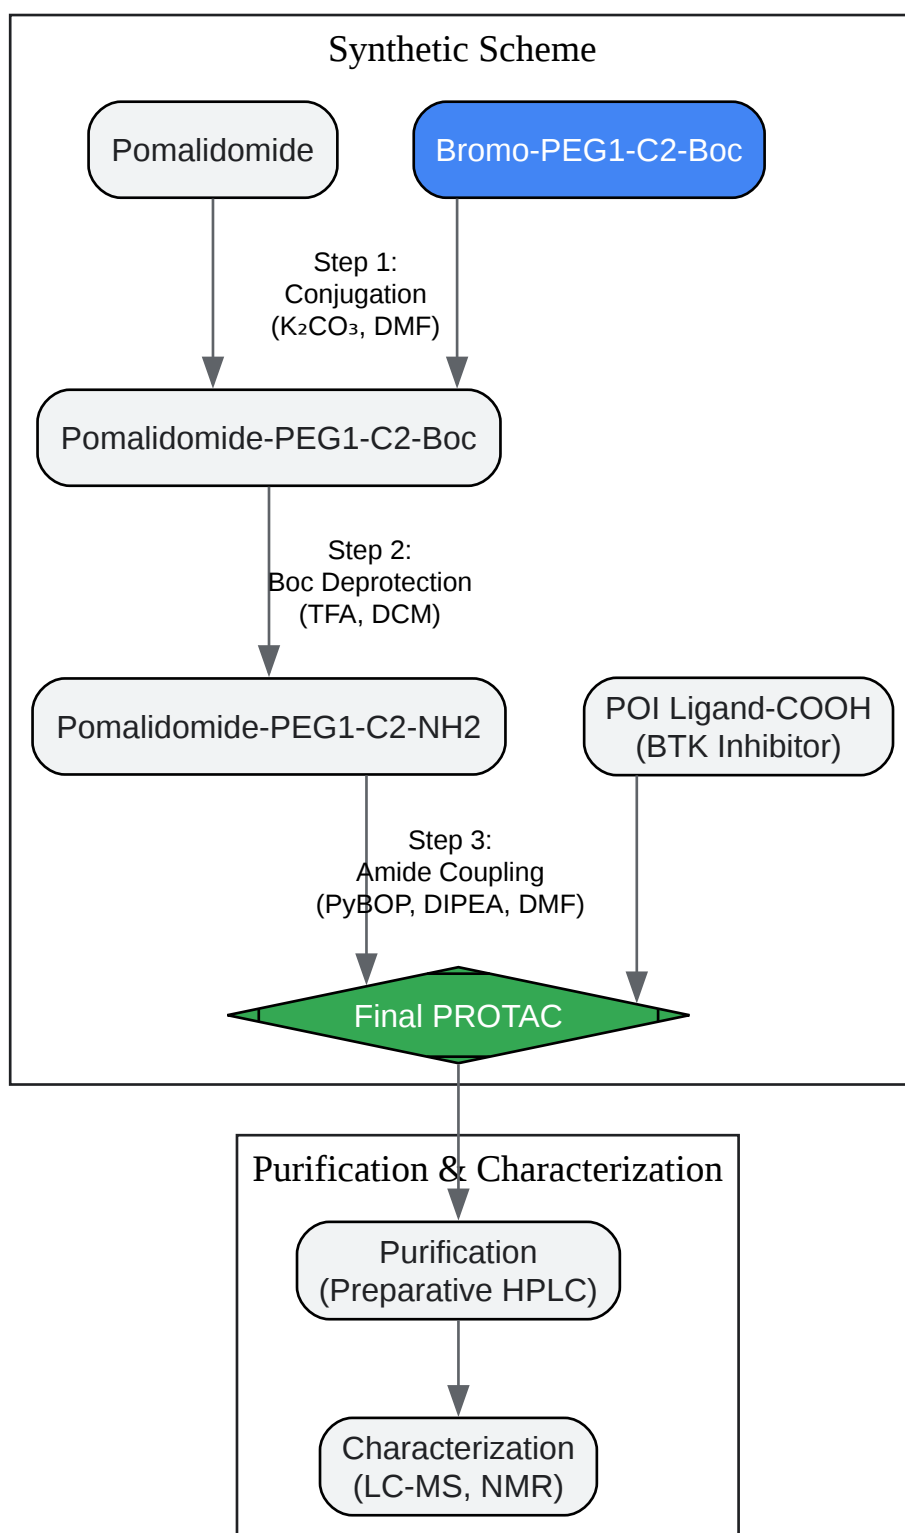 Synthetic Scheme
Pomalidomide
Bromo-PEG1-C2-Boc
Step 1:
Conjugation
(K₂CO₃, DMF)
Pomalidomide-PEG1-C2-Boc
Step 2:
Boc Deprotection
(TFA, DCM)
Pomalidomide-PEG1-C2-NH2
POI Ligand-COOH
(BTK Inhibitor)
Step 3:
Amide Coupling
(PyBOP, DIPEA, DMF)
Final PROTAC
Purification & Characterization
Purification
(Preparative HPLC)
Characterization
(LC-MS, NMR)